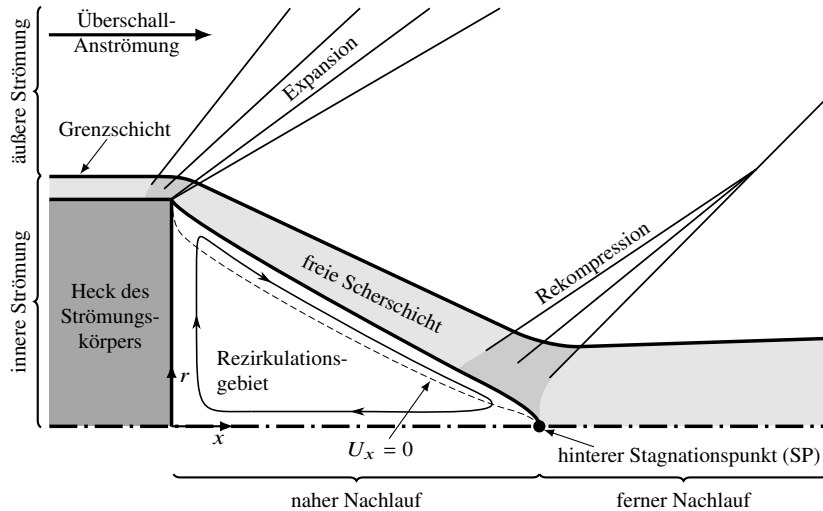 äußere Strömung
Überschall-
Anströmung
Expansion
Grenzschicht
innere Strömung
Heck des
Strömungs-
körpers
freie Scherschicht
Rekompression
Rezirkulations-
gebiet
r
x
U_x = 0
hinterer Stagnationspunkt (SP)
naher Nachlauf
ferner Nachlauf